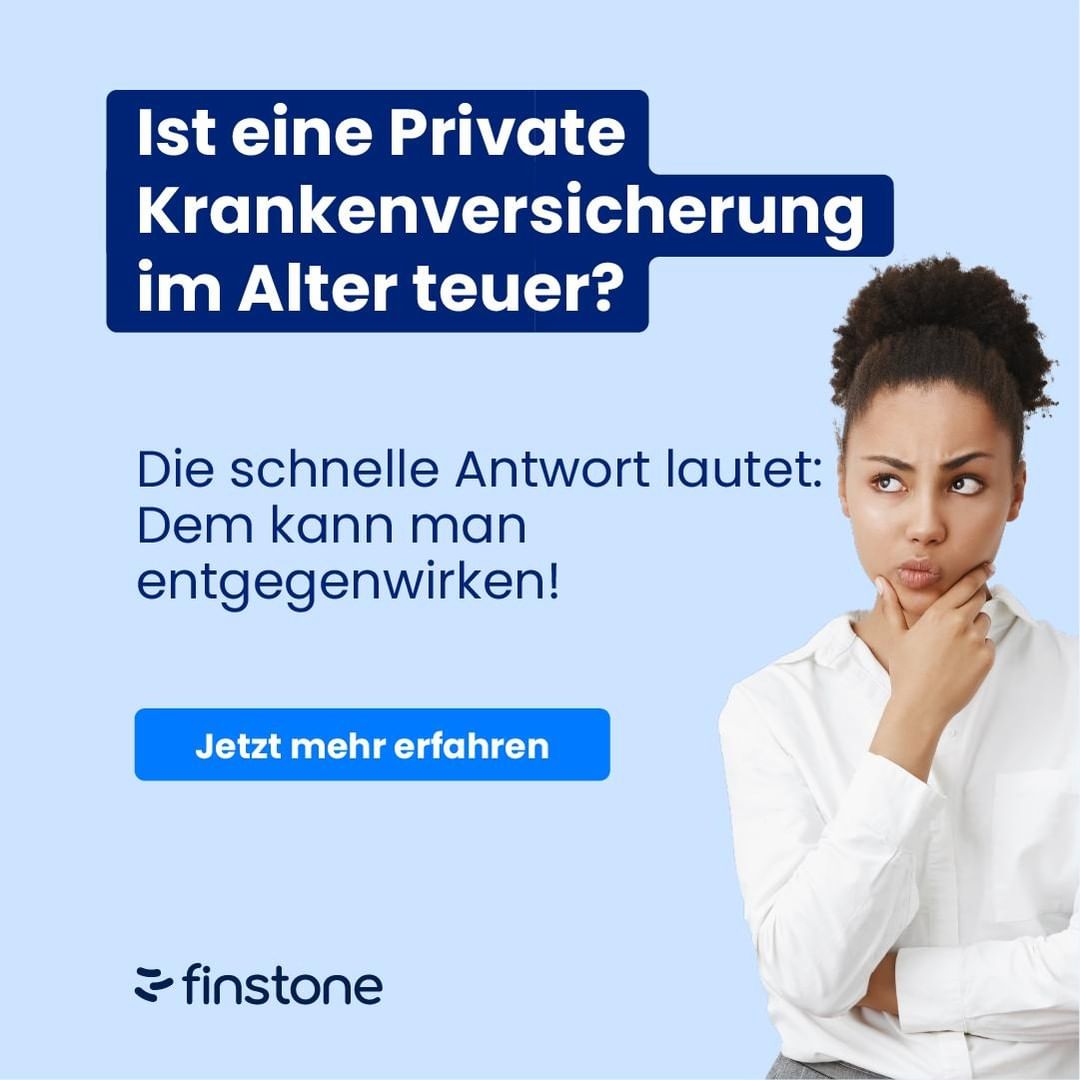 Ist eine Private
Krankenversicherung
im Alter teuer?
Die schnelle Antwort lautet:
Dem kann man
entgegenwirken!
Jetzt mehr erfahren
finstone